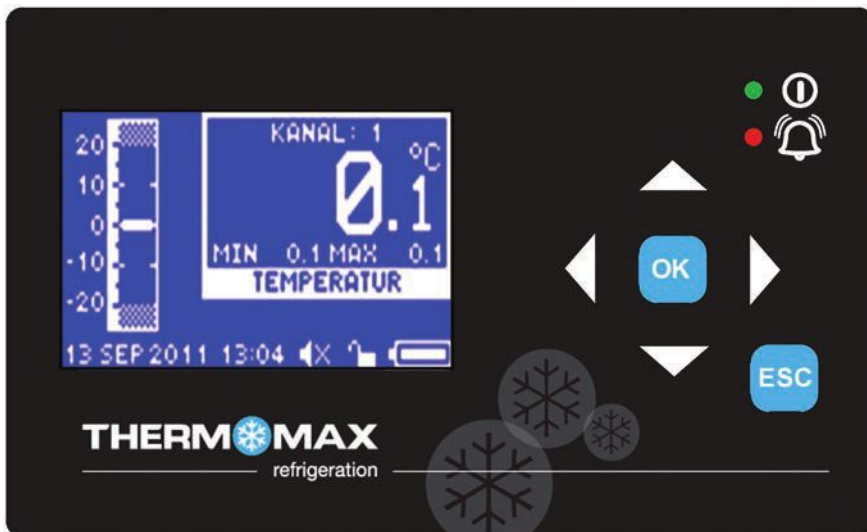 20
10
0
-10
-20
KANAL: 1
0.1 °C
MIN 0.1 MAX 0.1
TEMPERATUR
13 SEP 2011 13:04
OK
ESC
THERMOMAX
refrigeration